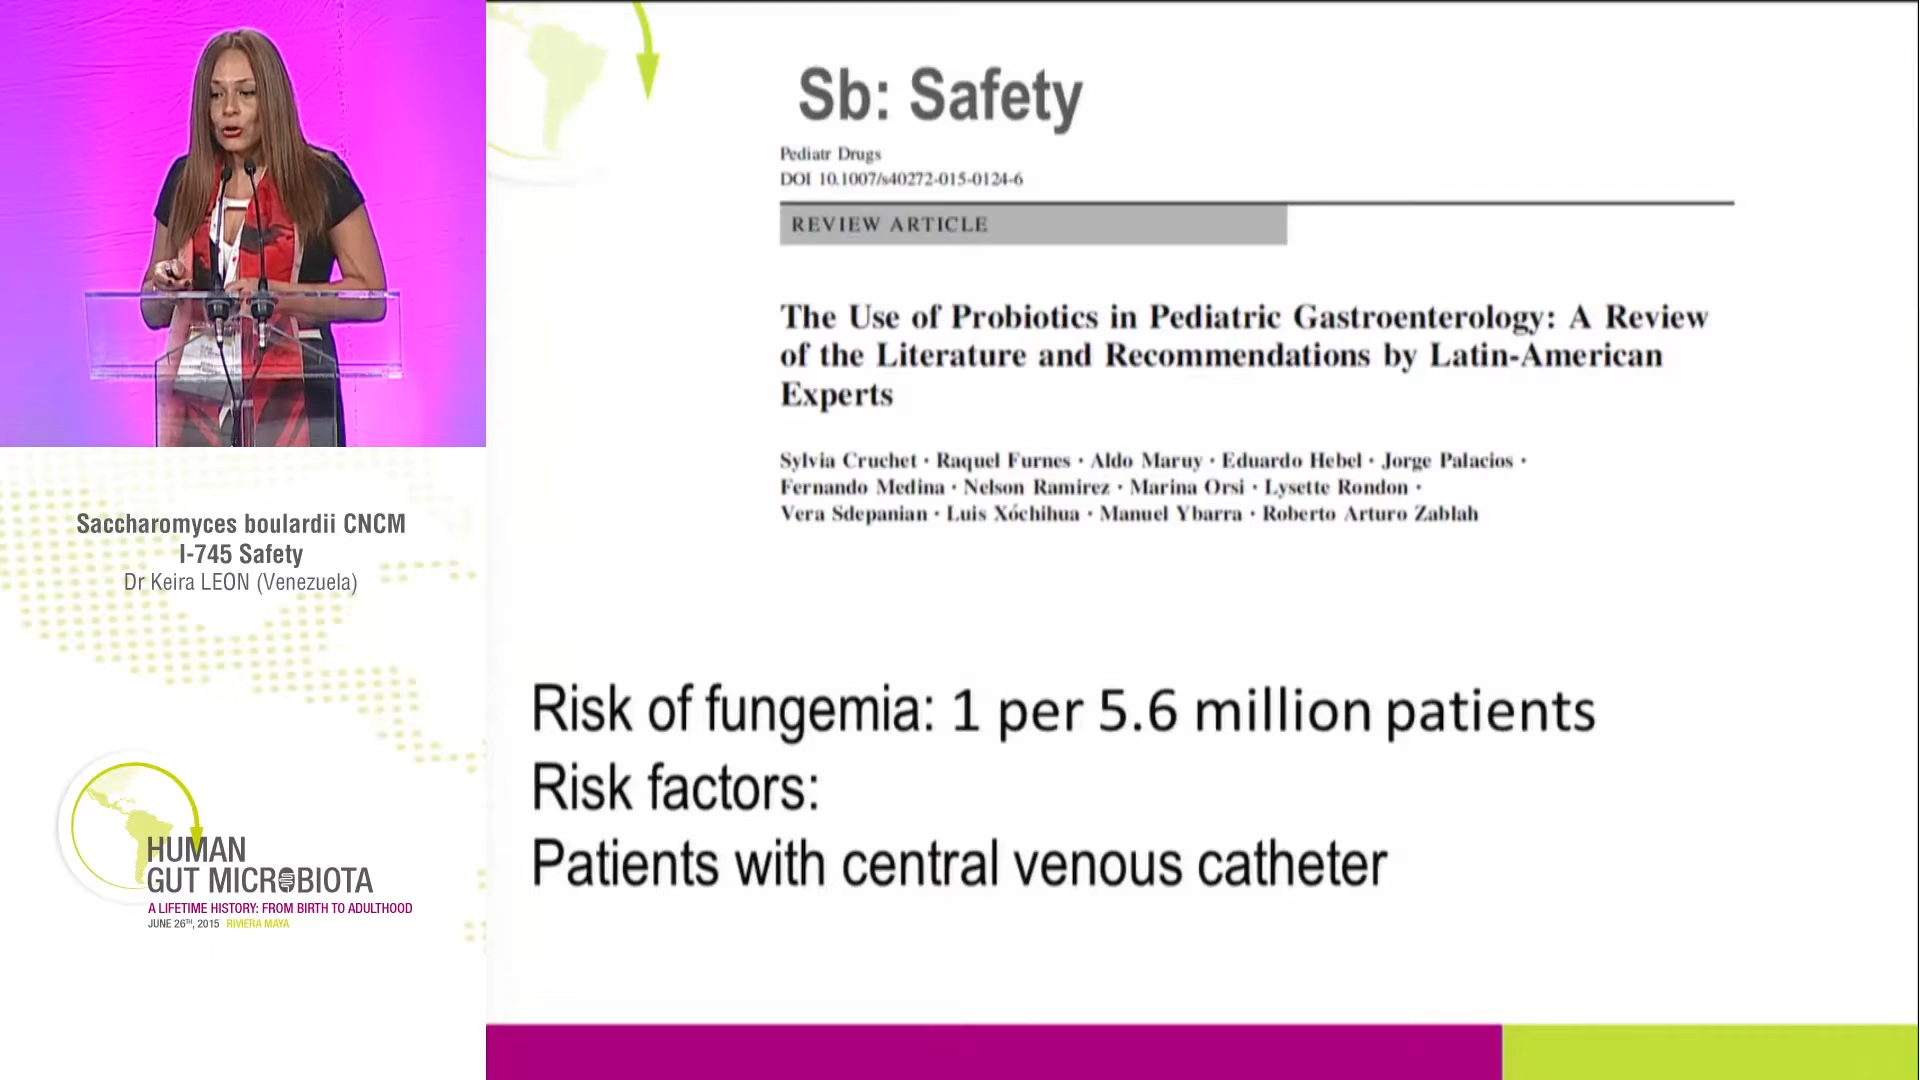 Sb: Safety
Pediatr Drugs
DOI 10.1007/s40272-015-0124-6
REVIEW ARTICLE
The Use of Probiotics in Pediatric Gastroenterology: A Review
of the Literature and Recommendations by Latin-American
Experts
Sylvia Cruchet · Raquel Furnes · Aldo Maruy · Eduardo Hebel · Jorge Palacios ·
Fernando Medina · Nelson Ramirez · Marina Orsi · Lysette Rondon ·
Vera Sdepanian · Luis Xóchihua · Manuel Ybarra · Roberto Arturo Zablah
Risk of fungemia: 1 per 5.6 million patients
Risk factors:
Patients with central venous catheter
Saccharomyces boulardii CNCM
I-745 Safety
Dr Keira LEON (Venezuela)
HUMAN
GUT MICROBIOTA
A LIFETIME HISTORY: FROM BIRTH TO ADULTHOOD
JUNE 26TH, 2015 RIVIERA MAYA